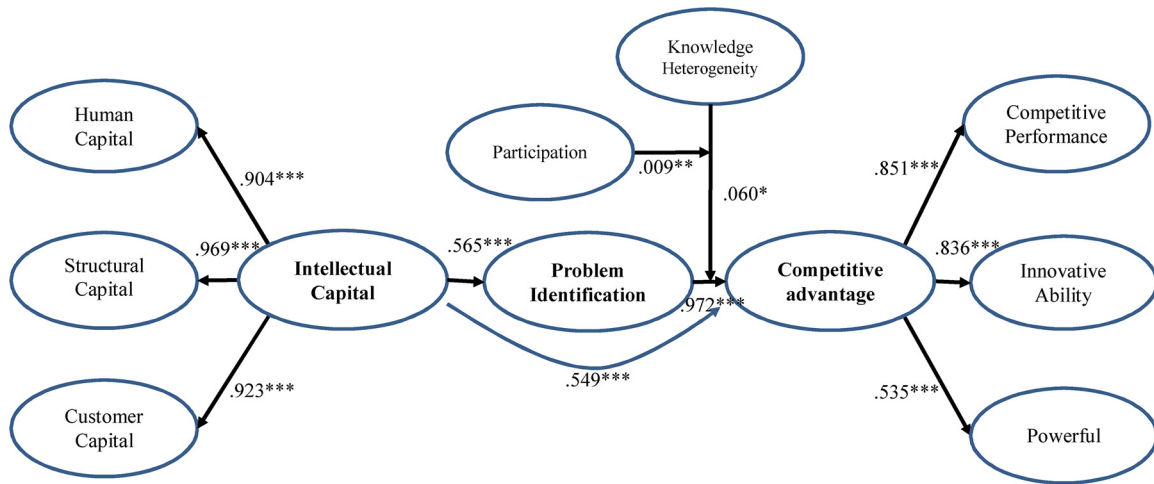 Knowledge
Heterogeneity
Human
Capital
Competitive
Performance
Participation
.009**
.851***
.904***
.060*
.969***
.565***
.836***
Structural
Capital
Intellectual
Capital
Problem
Identification
Competitive
advantage
Innovative
Ability
.972***
.549***
.923***
.535***
Customer
Capital
Powerful